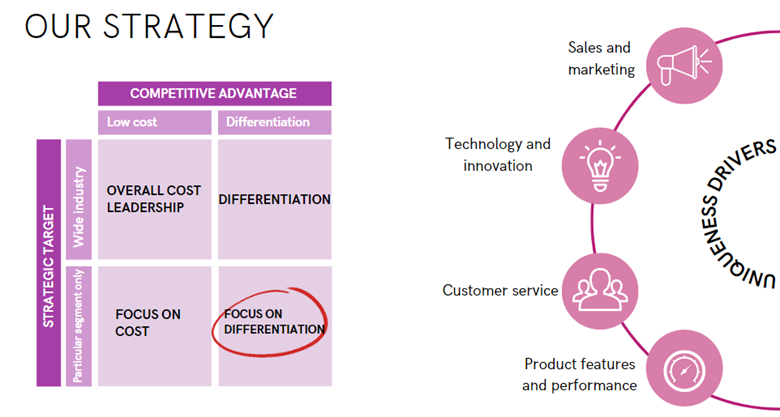 OUR STRATEGY
COMPETITIVE ADVANTAGE
Low cost
Differentiation
STRATEGIC TARGET
Wide industry
OVERALL COST
LEADERSHIP
DIFFERENTIATION
Particular segment only
FOCUS ON
COST
FOCUS ON
DIFFERENTIATION
Sales and
marketing
Technology and
innovation
Customer service
Product features
and performance
UNIQUENESS DRIVERS